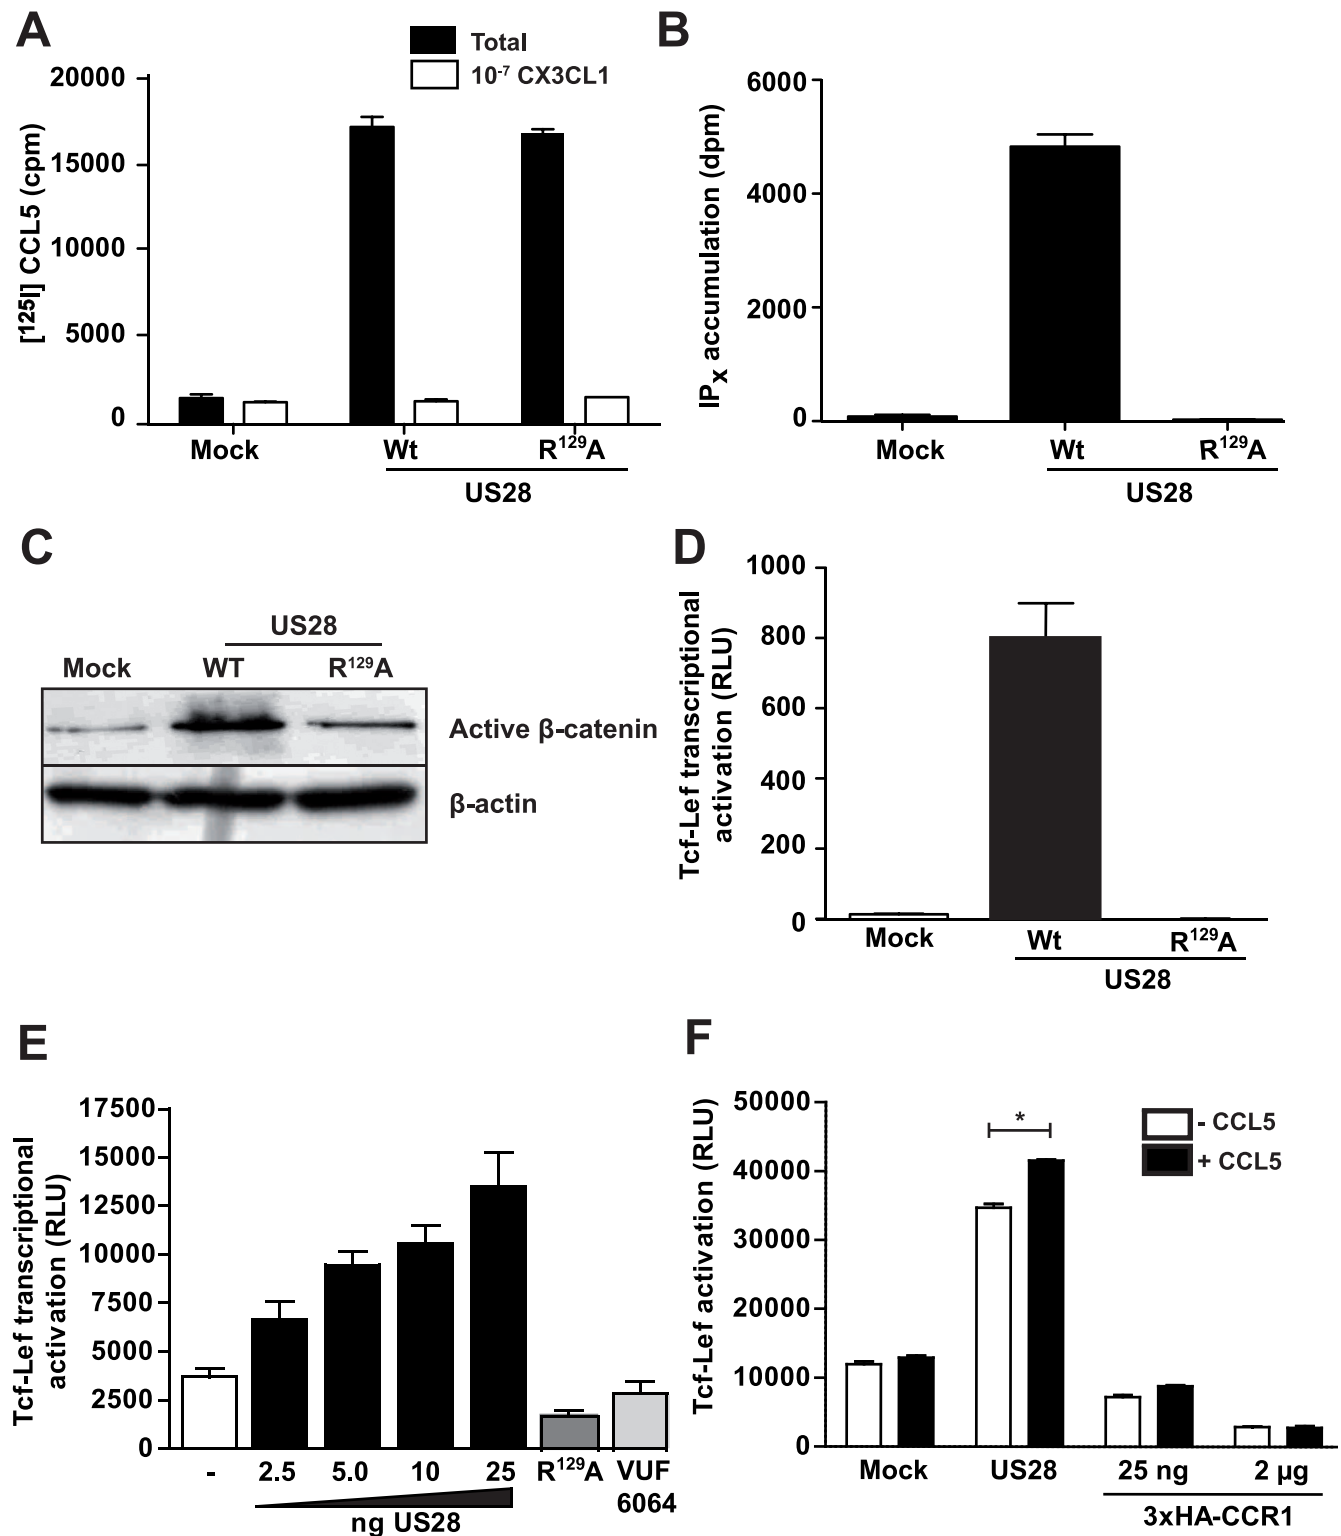 A
Total
10⁻⁷ CX3CL1
[¹²⁵I] CCL5 (cpm)
20000
15000
10000
5000
0
Mock
Wt
R¹²⁹A
US28
B
IPₓ accumulation (dpm)
6000
4000
2000
0
Mock
Wt
R¹²⁹A
US28
C
US28
Mock
WT
R¹²⁹A
Active β-catenin
β-actin
D
Tcf-Lef transcriptional
activation (RLU)
1000
800
600
400
200
0
Mock
Wt
R¹²⁹A
US28
E
Tcf-Lef transcriptional
activation (RLU)
17500
15000
12500
10000
7500
5000
2500
0
-
2.5
5.0
10
25
R¹²⁹A
VUF
6064
ng US28
F
Tcf-Lef activation (RLU)
50000
40000
30000
20000
10000
0
*
- CCL5
+ CCL5
Mock
US28
25 ng
2 µg
3xHA-CCR1